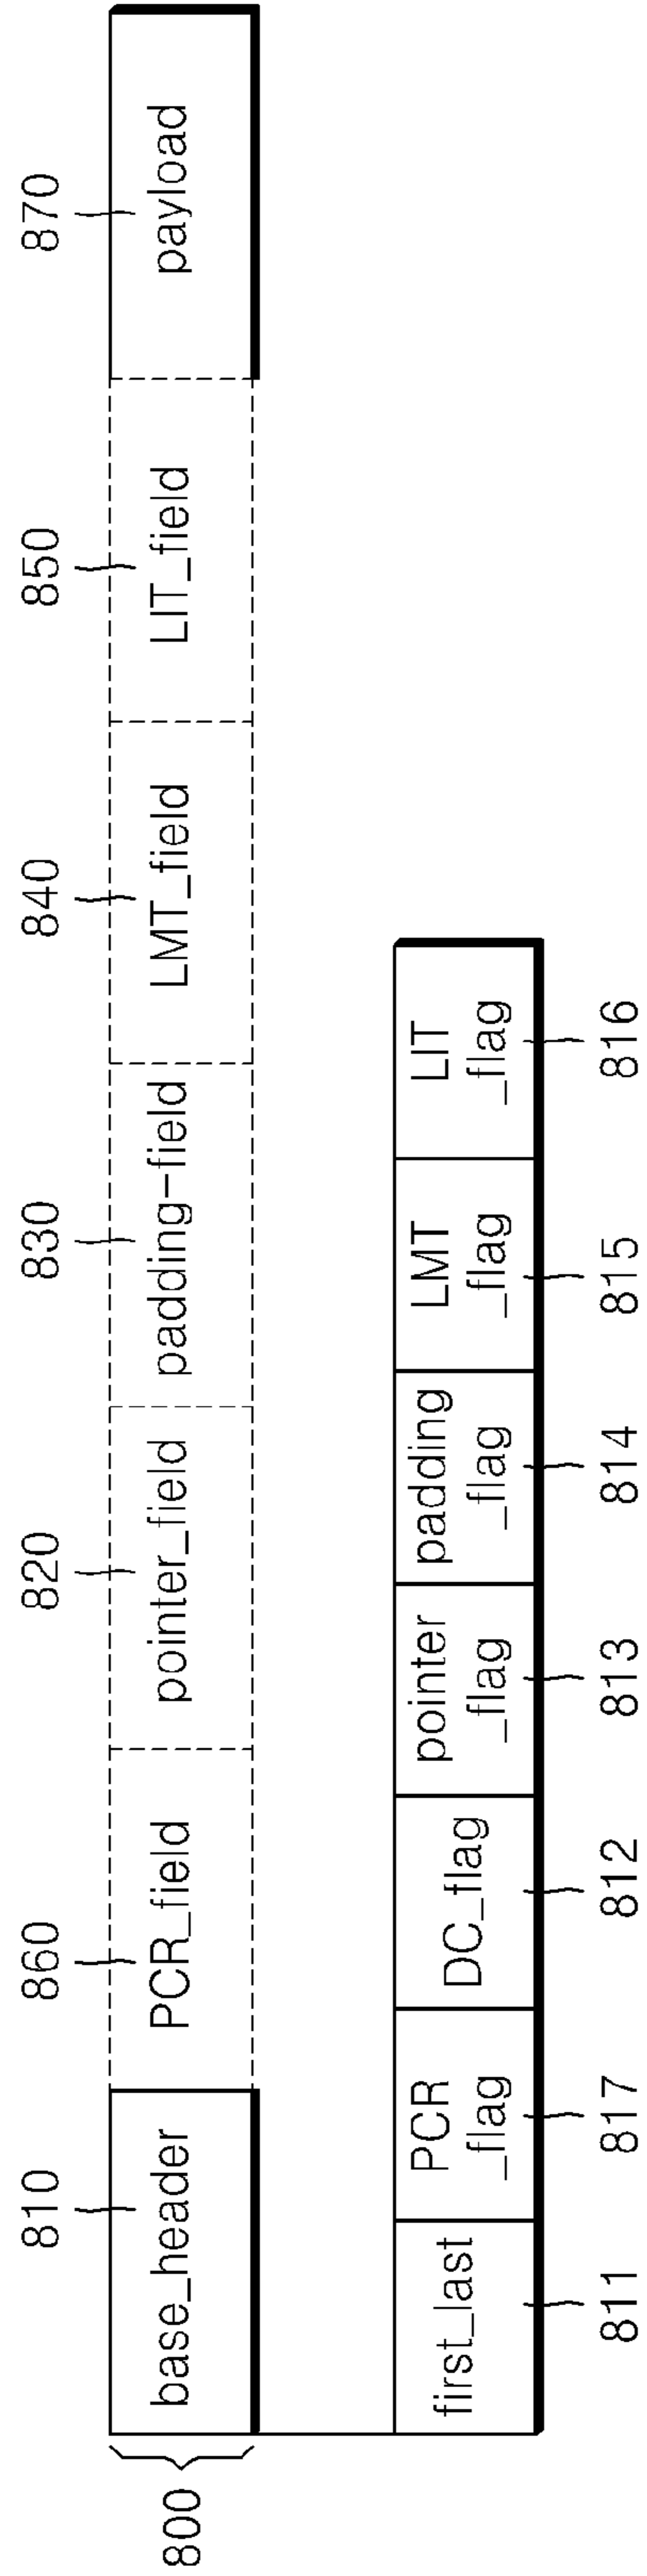 810 860 820 830 840 850 870
800 base_header PCR_field pointer_field padding-field LMT_field LIT_field payload
first_last PCR DC_flag pointer padding LMT LIT
_flag _flag _flag _flag _flag
811 817 812 813 814 815 816